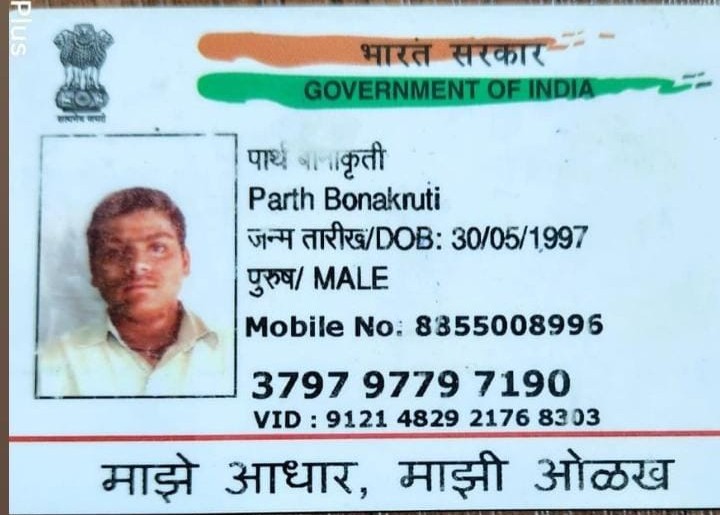 Plus
भारत सरकार
GOVERNMENT OF INDIA
सत्यमेव जयते
पार्थ बोनाकृती
Parth Bonakruti
जन्म तारीख/DOB: 30/05/1997
पुरुष/ MALE
Mobile No: 8355008996
3797 9779 7190
VID : 9121 4829 2176 8303
माझे आधार, माझी ओळख